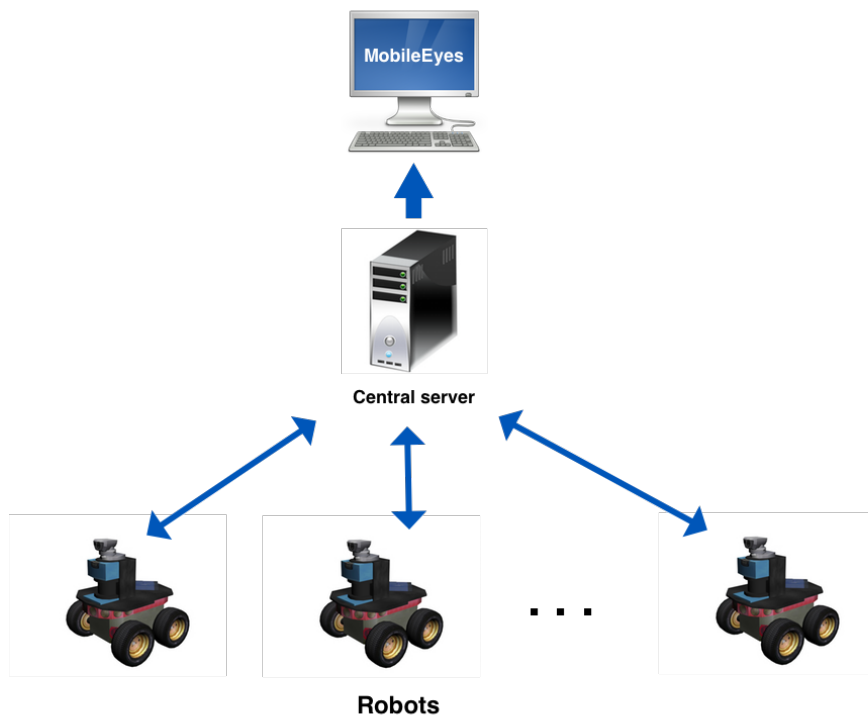 MobileEyes
Central server
. . .
Robots